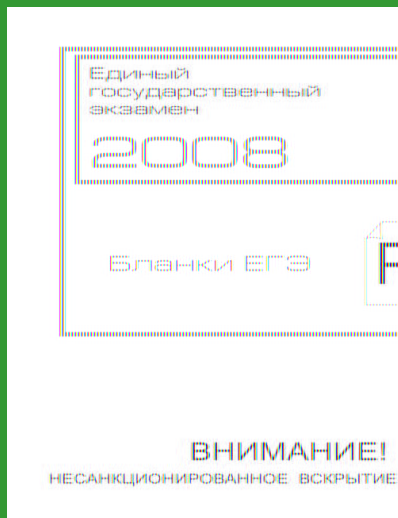 Единый
государственный
экзамен
2008
Бланки ЕГЭ
ВНИМАНИЕ!
НЕСАНКЦИОНИРОВАННОЕ ВСКРЫТИЕ